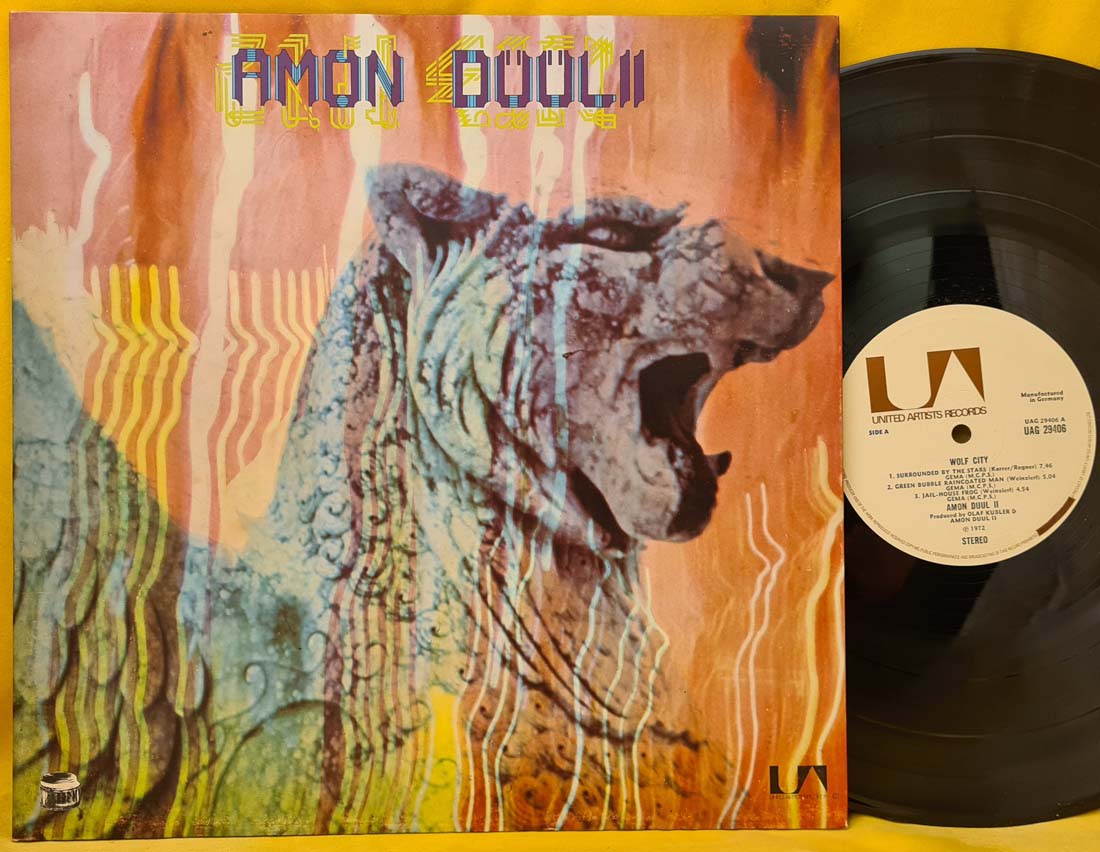 AMON DÜÜL II
UNITED ARTISTS RECORDS
Manufactured
in Germany
UAG 29406 A
SIDE A
UAG 29406
WOLF CITY
1. SURROUNDED BY THE STARS (Karrer/Rogner) 7,46
GEMA (M.C.P.S.)
2. GREEN BUBBLE RAINCOATED MAN (Weinzierl) 5,04
GEMA (M.C.P.S.)
3. JAIL-HOUSE FROG (Weinzierl) 4,54
GEMA (M.C.P.S.)
AMON DUUL II
Produced by OLAF KUBLER &
AMON DUUL II
℗ 1972
STEREO
UA